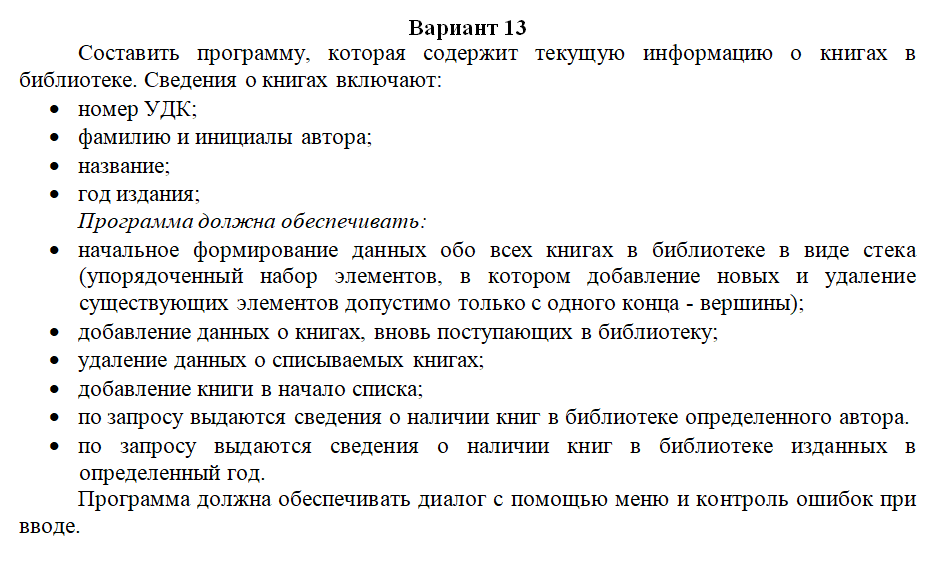 Вариант 13
Составить программу, которая содержит текущую информацию о книгах в
библиотеке. Сведения о книгах включают:
• номер УДК;
• фамилию и инициалы автора;
• название;
• год издания;
Программа должна обеспечивать:
• начальное формирование данных обо всех книгах в библиотеке в виде стека
(упорядоченный набор элементов, в котором добавление новых и удаление
существующих элементов допустимо только с одного конца - вершины);
• добавление данных о книгах, вновь поступающих в библиотеку;
• удаление данных о списываемых книгах;
• добавление книги в начало списка;
• по запросу выдаются сведения о наличии книг в библиотеке определенного автора.
• по запросу выдаются сведения о наличии книг в библиотеке изданных в
определенный год.
Программа должна обеспечивать диалог с помощью меню и контроль ошибок при
вводе.